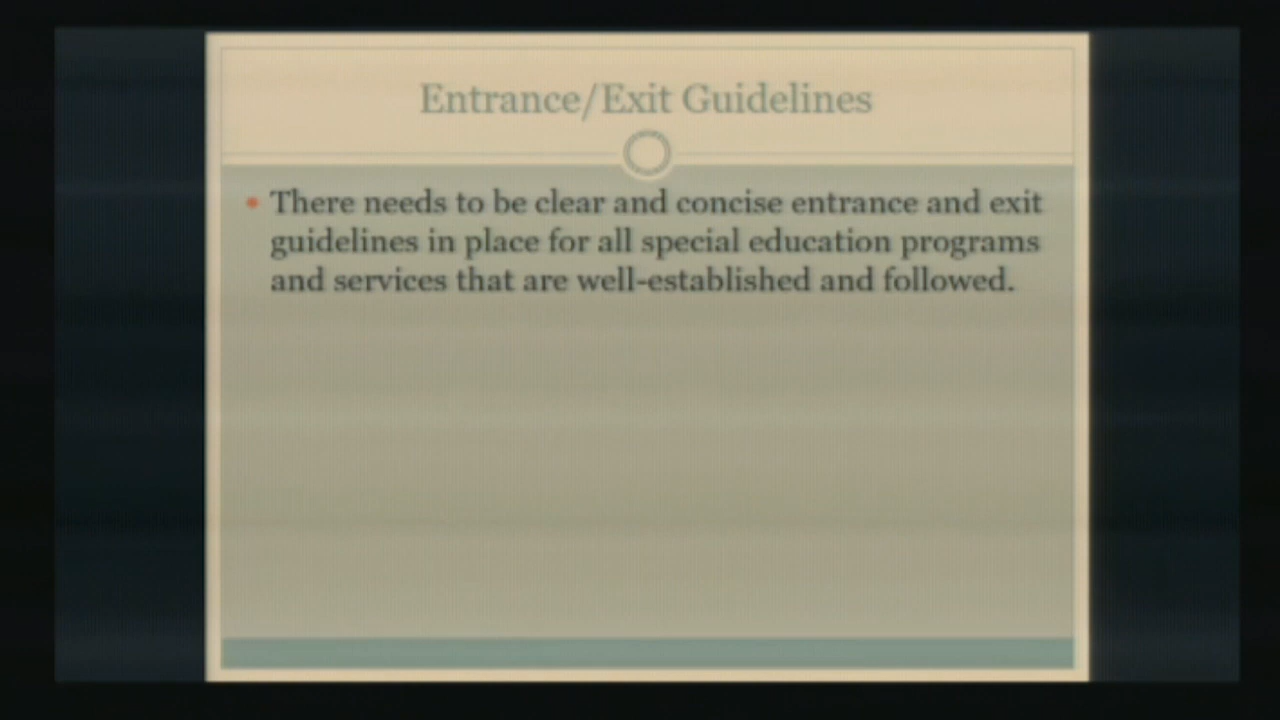 Entrance/Exit Guidelines
• There needs to be clear and concise entrance and exit
guidelines in place for all special education programs
and services that are well-established and followed.